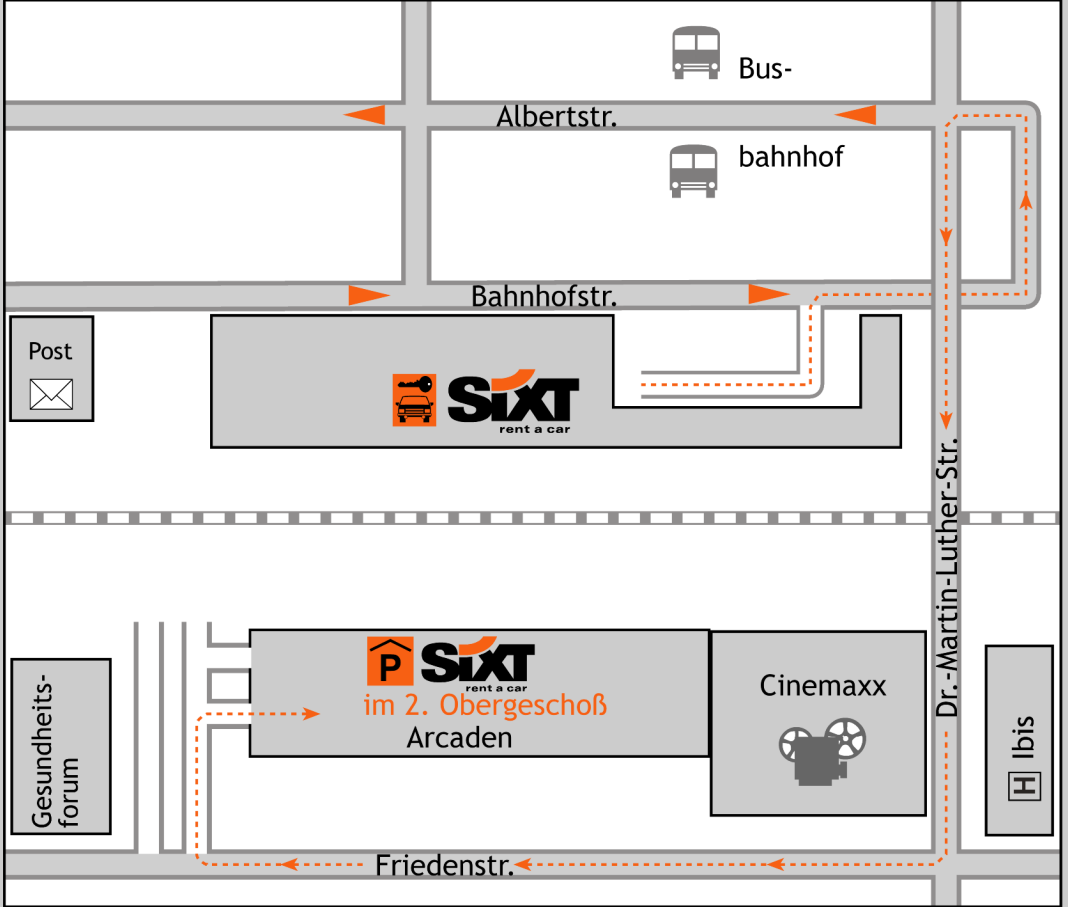 Bus-
Albertstr.
bahnhof
Bahnhofstr.
Post
SIXT
rent a car
Dr.-Martin-Luther-Str.
P
SIXT
rent a car
im 2. Obergeschoß
Arcaden
Cinemaxx
Gesundheits-
forum
Ibis
H
Friedenstr.